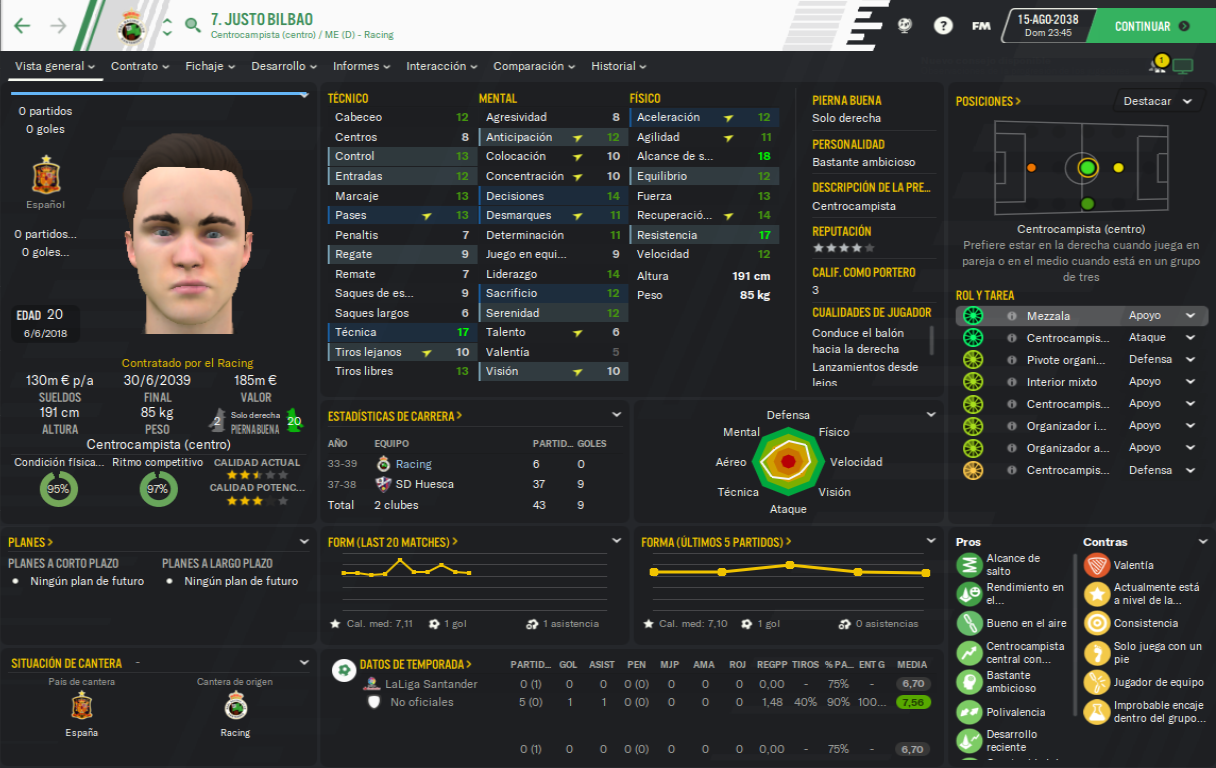 7. JUSTO BILBAO
Centrocampista (centro) / ME (D) - Racing
FM
15-AGO-2038
Dom 23:45
CONTINUAR
Vista general Contrato Fichaje Desarrollo Informes Interacción Comparación Historial
1
0 partidos
0 goles
Español
0 partidos...
0 goles...
EDAD 20
6/6/2018
Contratado por el Racing
130m € p/a 30/6/2039 185m €
SUELDOS FINAL VALOR
191 cm 85 kg 2 Solo derecha 20
ALTURA PESO PIERNA BUENA
Centrocampista (centro)
Condición física... Ritmo competitivo CALIDAD ACTUAL
95% 97% CALIDAD POTENC...
TÉCNICO
Cabeceo 12
Centros 8
Control 13
Entradas 12
Marcaje 13
Pases 13
Penaltis 7
Regate 9
Remate 7
Saques de es... 9
Saques largos 6
Técnica 17
Tiros lejanos 10
Tiros libres 13
MENTAL
Agresividad 8
Anticipación 12
Colocación 10
Concentración 10
Decisiones 14
Desmarques 11
Determinación 11
Juego en equi... 9
Liderazgo 14
Sacrificio 12
Serenidad 12
Talento 6
Valentía 5
Visión 10
FÍSICO
Aceleración 12
Agilidad 11
Alcance de s... 18
Equilibrio 12
Fuerza 13
Recuperació... 14
Resistencia 17
Velocidad 12
Altura 191 cm
Peso 85 kg
PIERNA BUENA
Solo derecha
PERSONALIDAD
Bastante ambicioso
DESCRIPCIÓN DE LA PRE...
Centrocampista
REPUTACIÓN
CALIF. COMO PORTERO
3
CUALIDADES DE JUGADOR
Conduce el balón
hacia la derecha
Lanzamientos desde
lejos
POSICIONES >
Destacar
Centrocampista (centro)
Prefiere estar en la derecha cuando juega en
pareja o en el medio cuando está en un grupo
de tres
ROL Y TAREA
Mezzala Apoyo
Centrocampis... Ataque
Pivote organi... Defensa
Interior mixto Apoyo
Centrocampis... Apoyo
Organizador i... Apoyo
Organizador a... Apoyo
Centrocampis... Defensa
ESTADÍSTICAS DE CARRERA >
AÑO EQUIPO PARTID... GOLES
33-39 Racing 6 0
37-38 SD Huesca 37 9
Total 2 clubes 43 9
Defensa
Mental Físico
Aéreo Velocidad
Técnica Visión
Ataque
PLANES >
PLANES A CORTO PLAZO PLANES A LARGO PLAZO
Ningún plan de futuro Ningún plan de futuro
FORM (LAST 20 MATCHES) >
Cal. med: 7,11 1 gol 1 asistencia
FORMA (ÚLTIMOS 5 PARTIDOS) >
Cal. med: 7,10 1 gol 0 asistencias
Pros
Alcance de
salto
Rendimiento en
el...
Bueno en el aire
Centrocampista
central con...
Bastante
ambicioso
Polivalencia
Desarrollo
reciente
Contras
Valentía
Actualmente está
a nivel de la...
Consistencia
Solo juega con un
pie
Jugador de equipo
Improbable encaje
dentro del grupo...
SITUACIÓN DE CANTERA -
País de cantera Cantera de origen
España Racing
DATOS DE TEMPORADA > PARTID... GOL ASIST PEN MJP AMA ROJ REGPP TIROS % PA... ENT G MEDIA
LaLiga Santander 0 (1) 0 0 0 (0) 0 0 0 0,00 - 75% - 6,70
No oficiales 5 (0) 1 1 0 (0) 0 0 0 1,48 40% 90% 100... 7,56
0 (1) 0 0 0 (0) 0 0 0 0,00 - 75% - 6,70